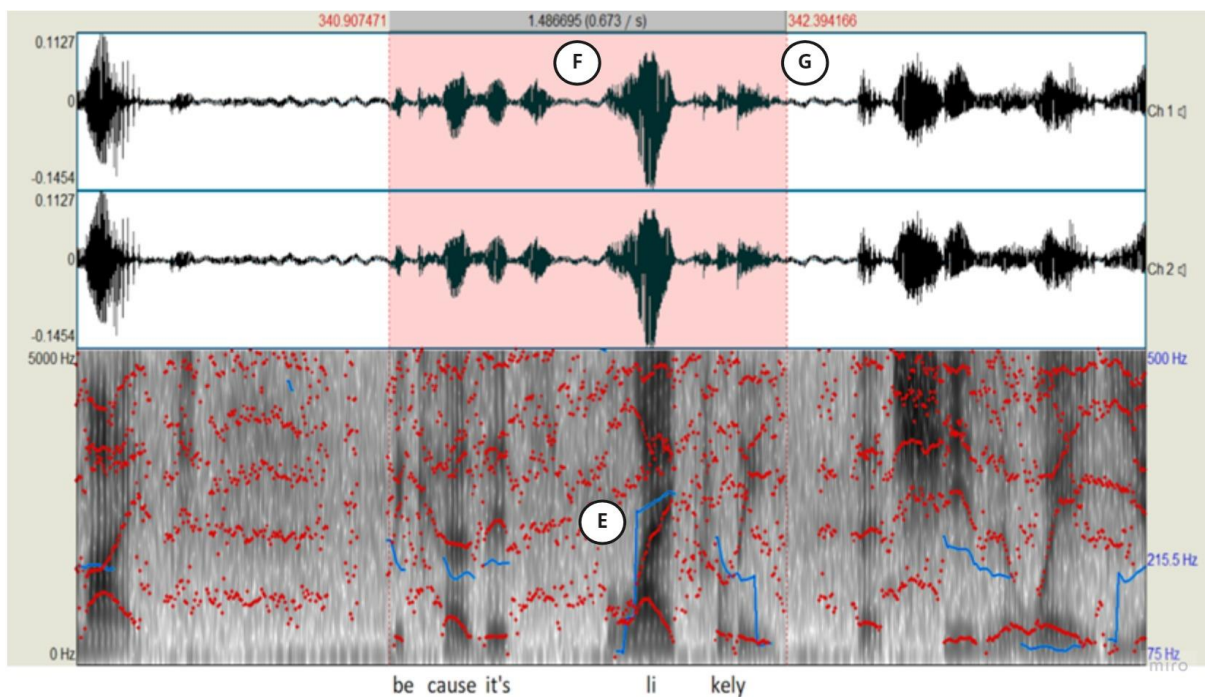 340.907471 1.486695 (0.673 / s) 342.394166
0.1127
F G
0
Ch 1
-0.1454
0.1127
0
Ch 2
-0.1454
5000 Hz 500 Hz
E
215.5 Hz
0 Hz 75 Hz
miro
be cause it's li kely